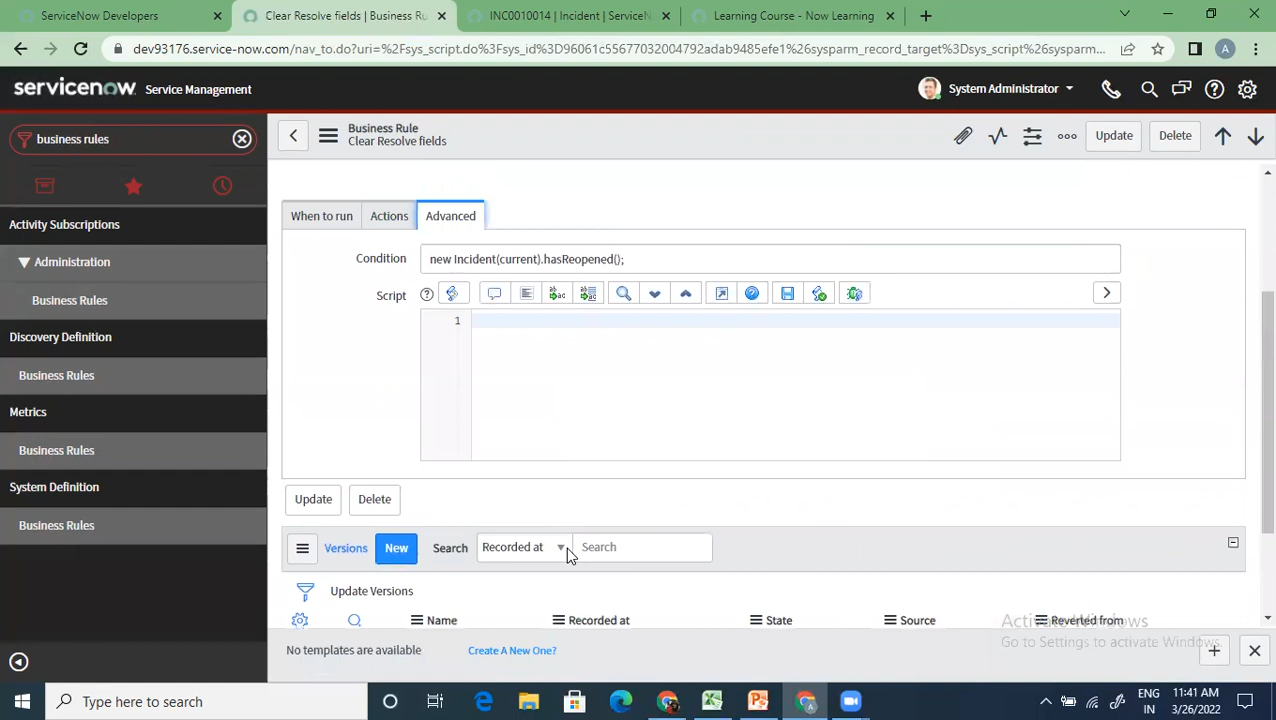 ServiceNow Developers
Clear Resolve fields | Business Ru
INC0010014 | Incident | ServiceN
Learning Course - Now Learning
dev93176.service-now.com/nav_to.do?uri=%2Fsys_script.do%3Fsys_id%3D96061c55677032004792adab9485efe1%26sysparm_record_target%3Dsys_script%26sysparm...
A
servicenow Service Management
System Administrator
business rules
Business Rule
Clear Resolve fields
Update
Delete
Activity Subscriptions
Administration
Business Rules
Discovery Definition
Business Rules
Metrics
Business Rules
System Definition
Business Rules
When to run
Actions
Advanced
Condition
new Incident(current).hasReopened();
Script
1
Update
Delete
Versions
New
Search
Recorded at
Search
Update Versions
Name
Recorded at
State
Source
Reverted from
Activate Windows
Go to Settings to activate Windows.
No templates are available
Create A New One?
Type here to search
ENG
IN
11:41 AM
3/26/2022